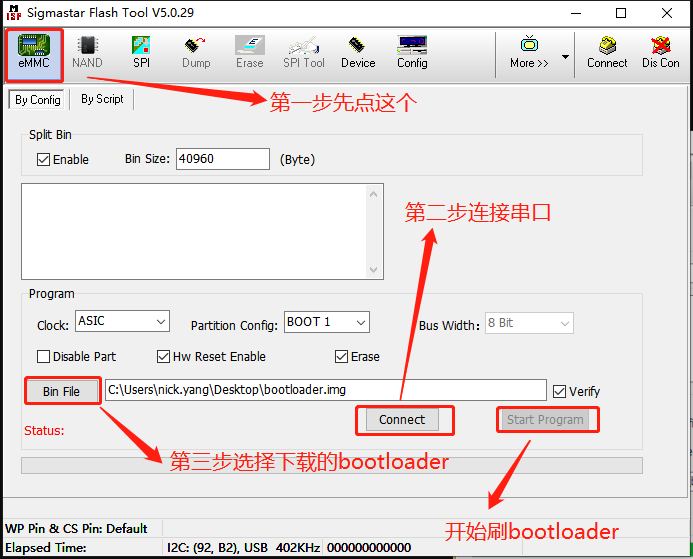 M
ISP Sigmastar Flash Tool V5.0.29
eMMC NAND SPI Dump Erase SPI Tool Device Config More >> Connect Dis Con
By Config By Script
第一步先点这个
Split Bin
Enable Bin Size: 40960 (Byte)
第二步连接串口
Program
Clock: ASIC Partition Config: BOOT 1 Bus Width: 8 Bit
Disable Part Hw Reset Enable Erase
Bin File C:\Users\nick.yang\Desktop\bootloader.img Verify
Connect Start Program
Status:
第三步选择下载的bootloader
开始刷bootloader
WP Pin & CS Pin: Default
Elapsed Time: I2C: (92, B2), USB 402KHz 000000000000